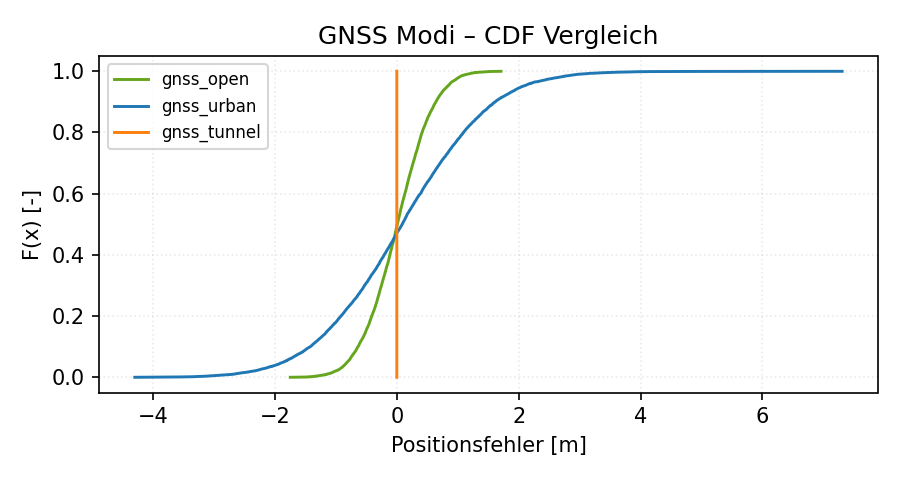 GNSS Modi – CDF Vergleich
gnss_open
gnss_urban
gnss_tunnel
F(x) [-]
1.0
0.8
0.6
0.4
0.2
0.0
−4
−2
0
2
4
6
Positionsfehler [m]